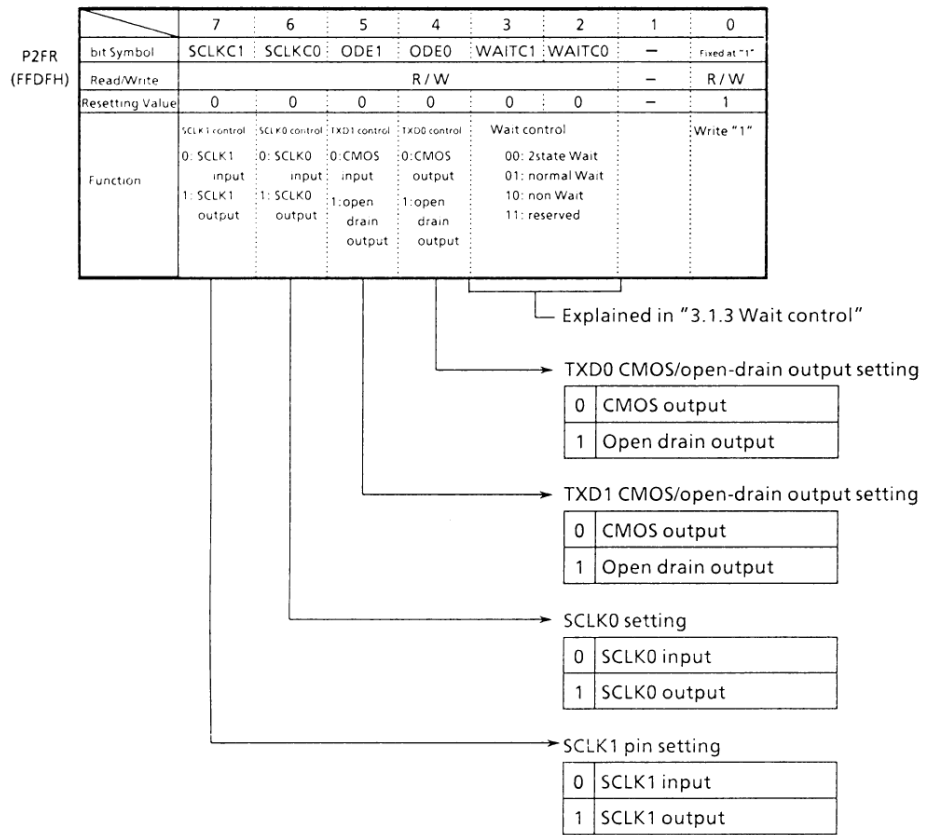 7 6 5 4 3 2 1 0
P2FR
(FFDFH)
bit Symbol SCLKC1 SCLKC0 ODE1 ODE0 WAITC1 WAITC0 – Fixed at "1"
Read/Write R / W – R / W
Resetting Value 0 0 0 0 0 0 – 1
Function
SCLK1 control
0: SCLK1
input
1: SCLK1
output
SCLK0 control
0: SCLK0
input
1: SCLK0
output
TXD1 control
0:CMOS
input
1:open
drain
output
TXD0 control
0:CMOS
output
1:open
drain
output
Wait control
00: 2state Wait
01: normal Wait
10: non Wait
11: reserved
Write "1"
Explained in "3.1.3 Wait control"
TXD0 CMOS/open-drain output setting
0 CMOS output
1 Open drain output
TXD1 CMOS/open-drain output setting
0 CMOS output
1 Open drain output
SCLK0 setting
0 SCLK0 input
1 SCLK0 output
SCLK1 pin setting
0 SCLK1 input
1 SCLK1 output